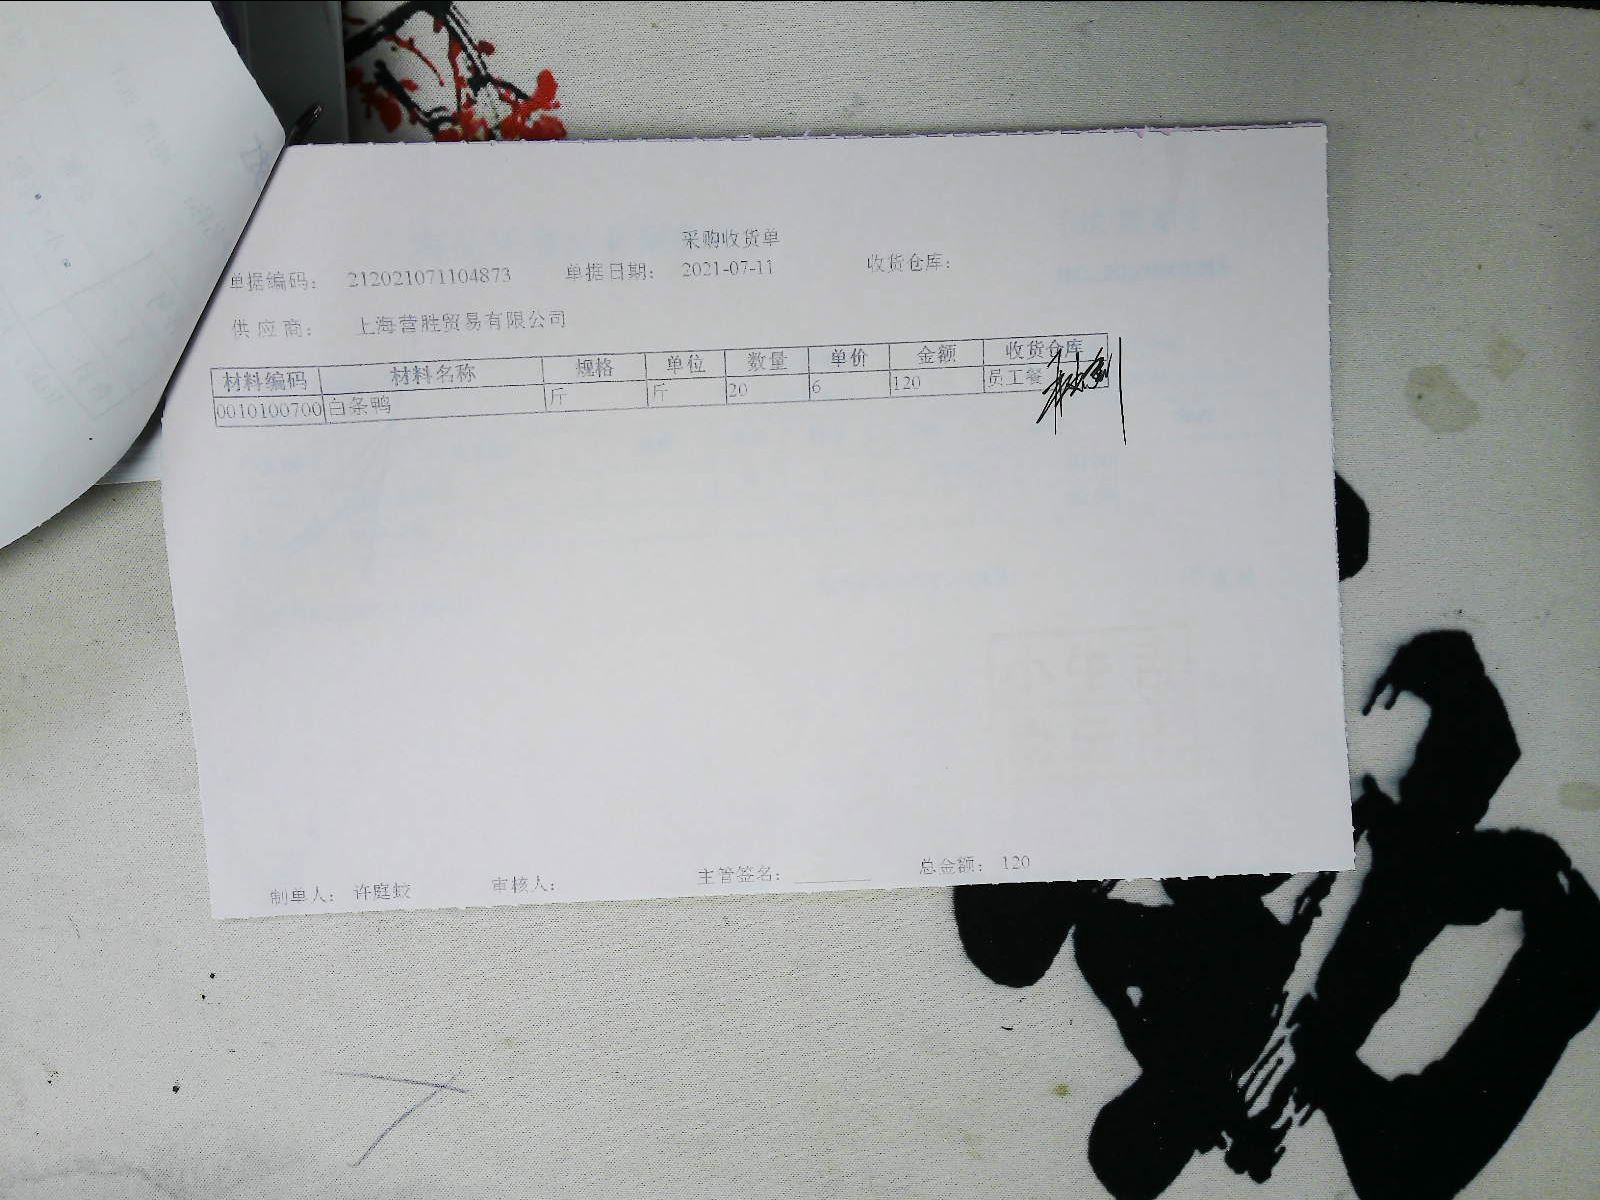 采购收货单
单据编码： 212021071104873 单据日期： 2021-07-11 收货仓库：
供应商： 上海营胜贸易有限公司
材料编码 材料名称 规格 单位 数量 单价 金额 收货仓库
0010100700 白条鸭 斤 斤 20 6 120 员工餐
制单人： 许庭蛟 审核人： 主管签名： 总金额： 120